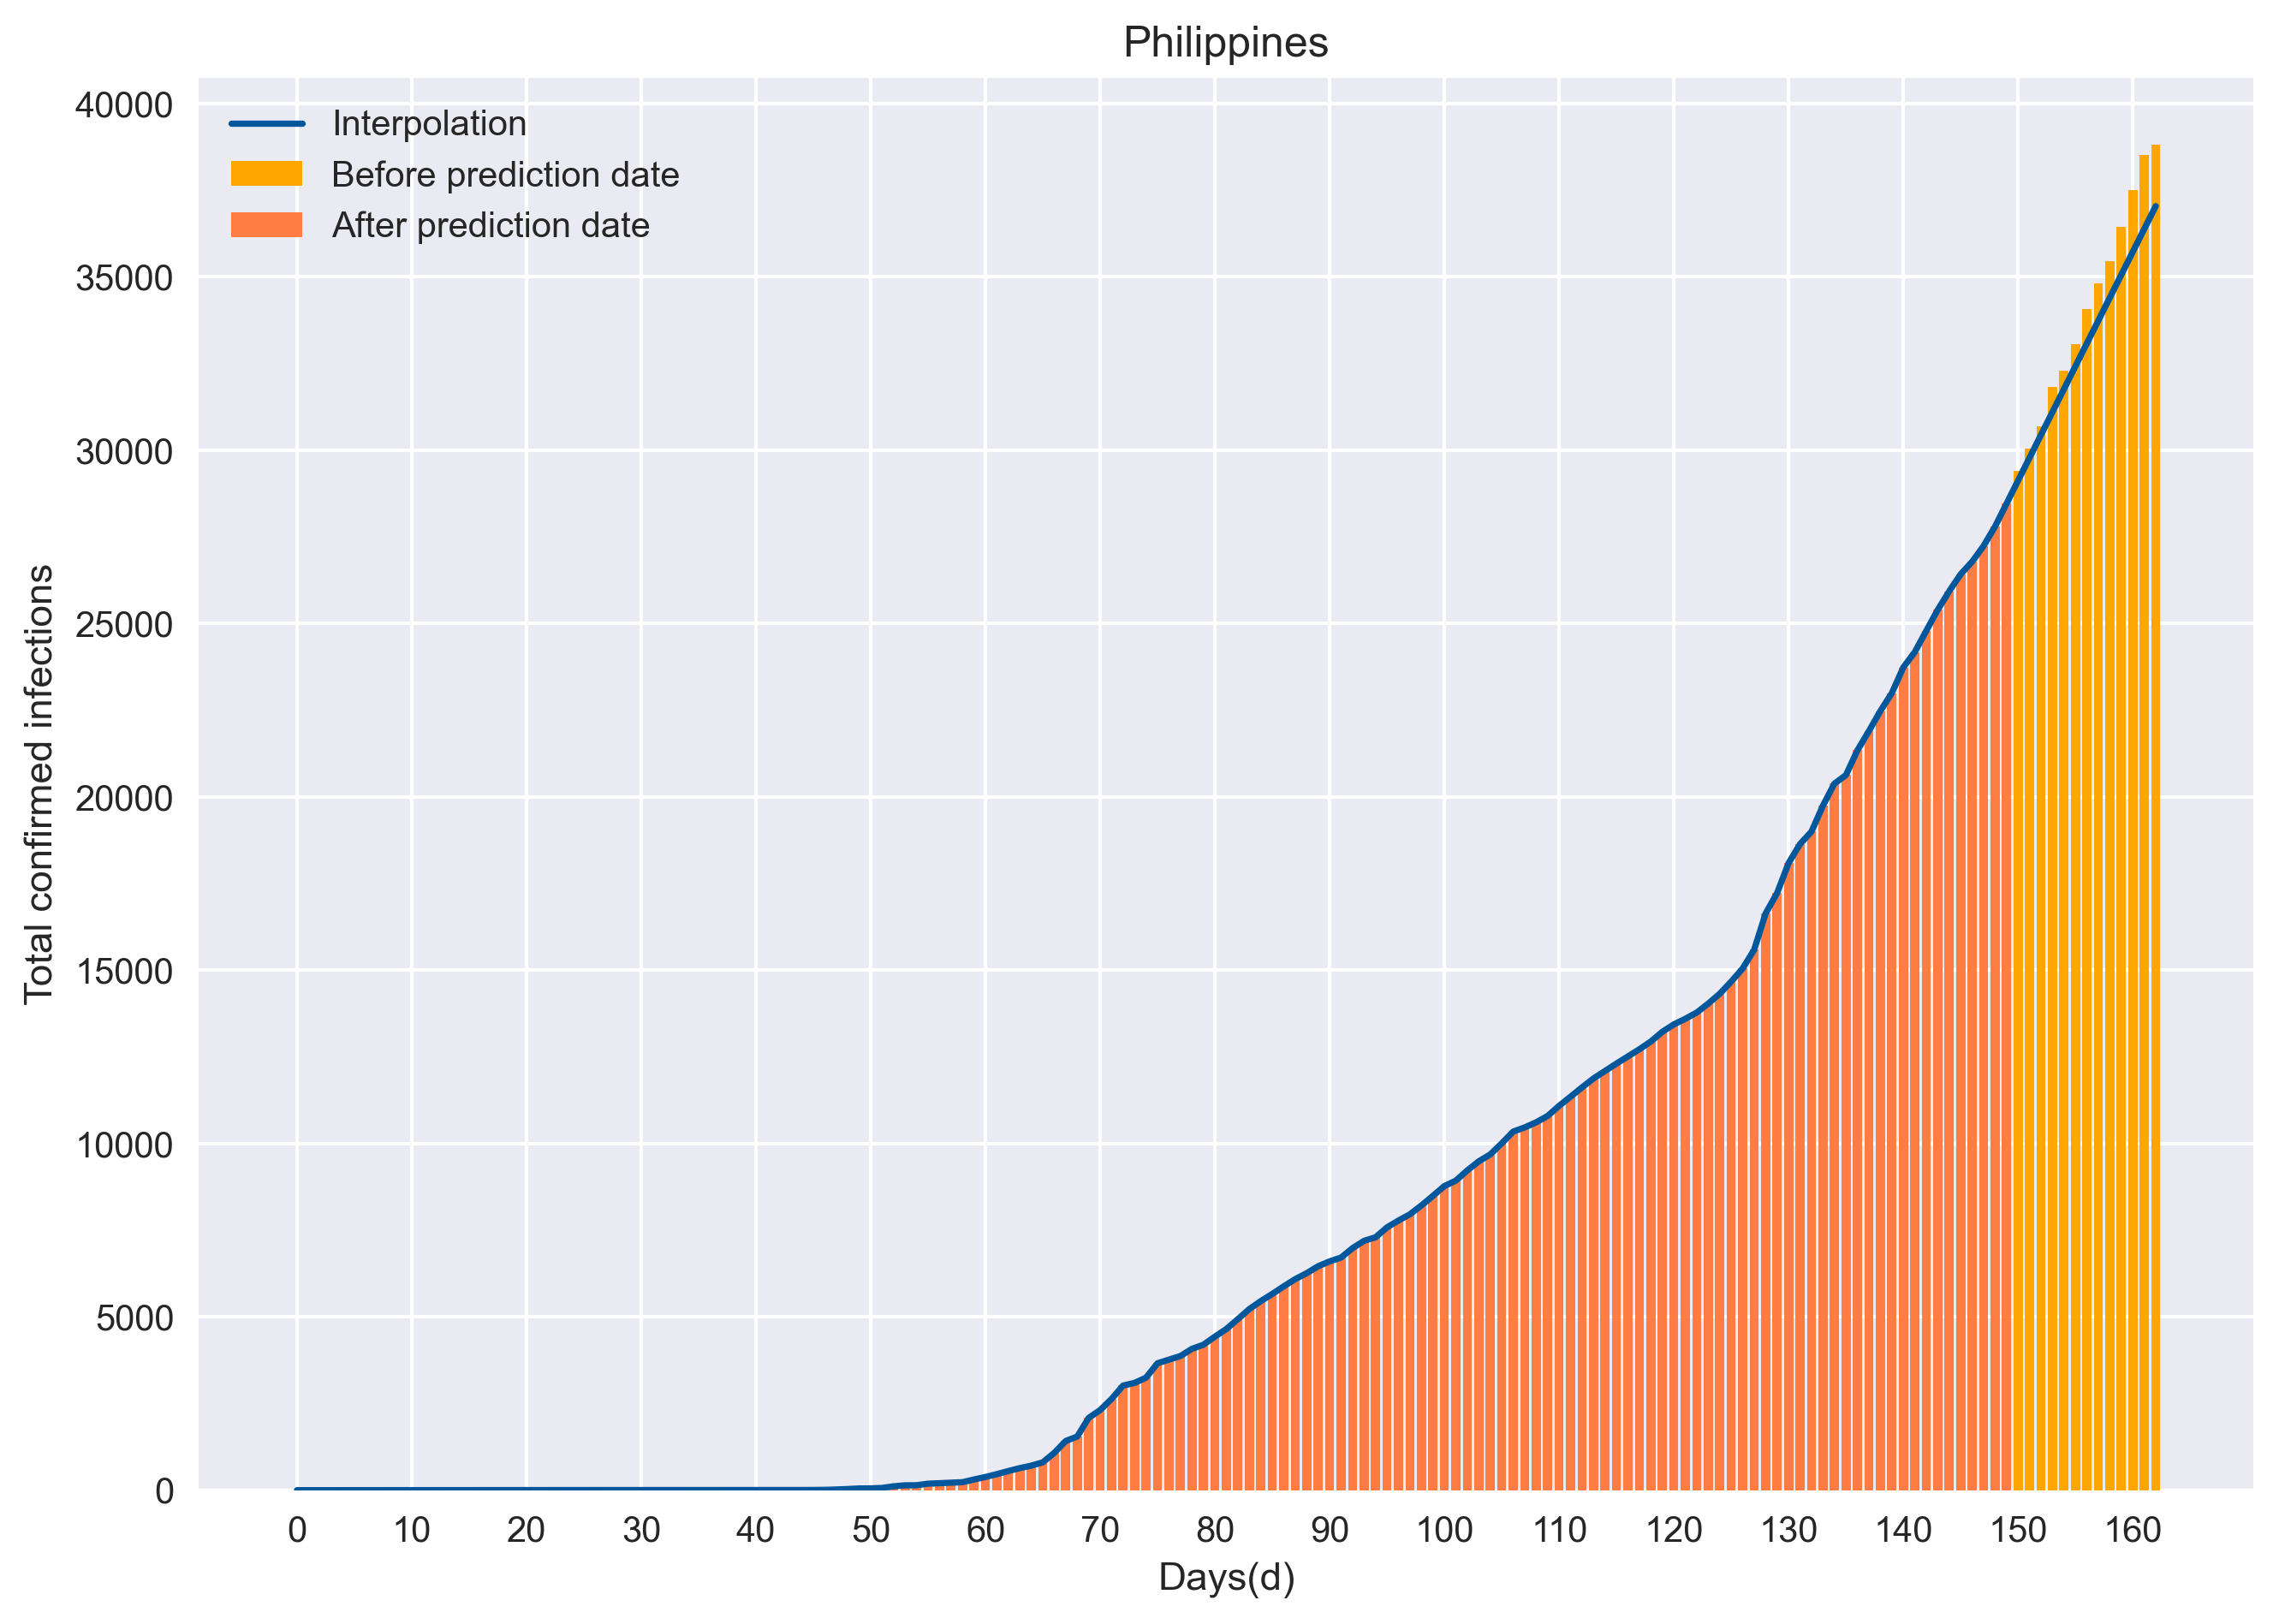 Philippines
40000
35000
30000
25000
20000
15000
10000
5000
0
Total confirmed infections
Interpolation
Before prediction date
After prediction date
0 10 20 30 40 50 60 70 80 90 100 110 120 130 140 150 160
Days(d)